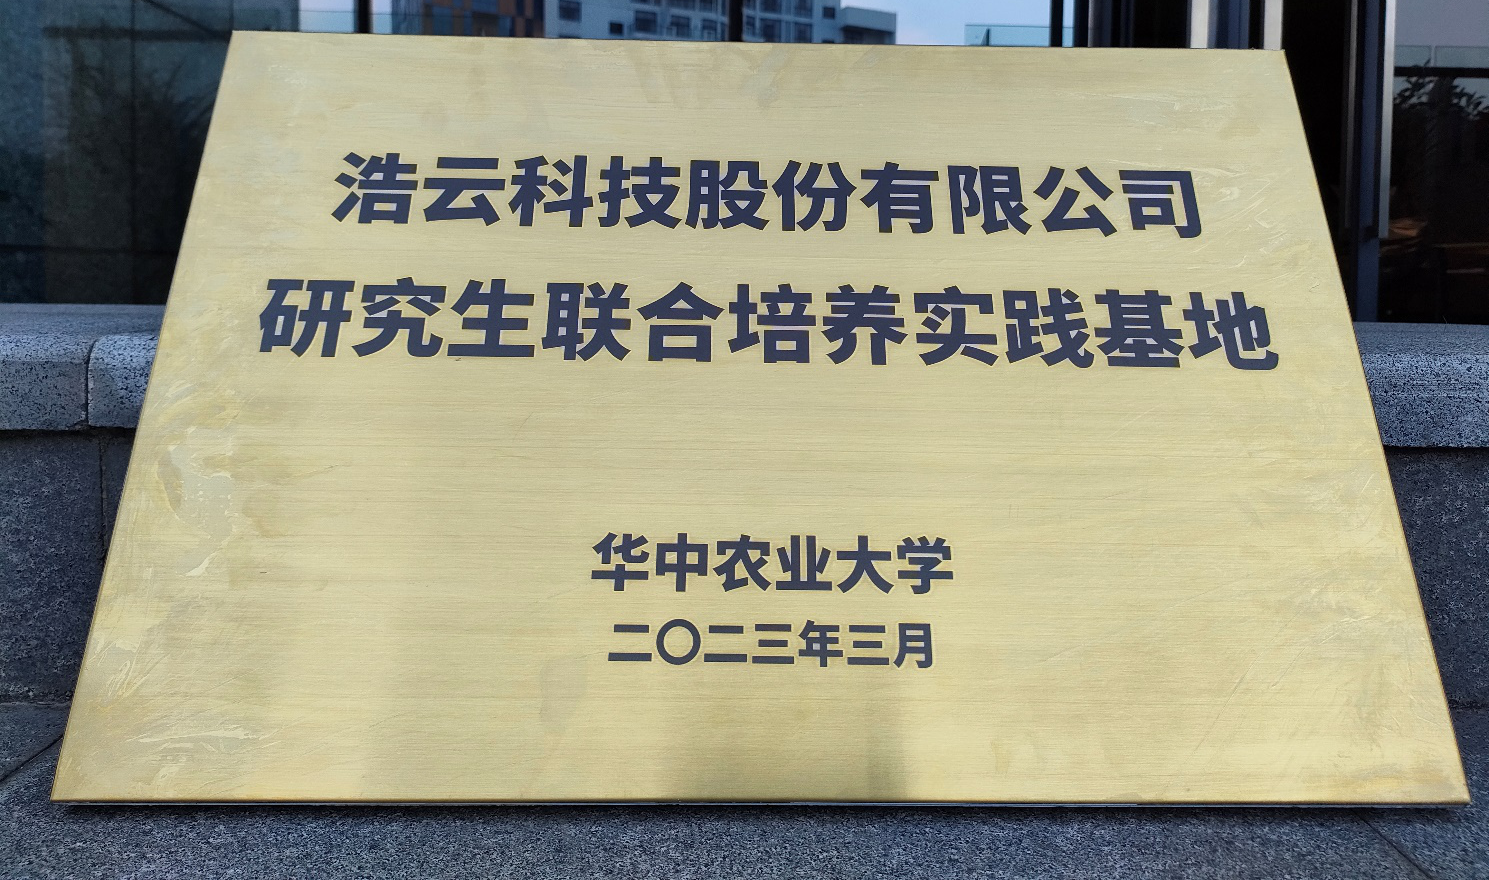 浩云科技股份有限公司
研究生联合培养实践基地
华中农业大学
二〇二三年三月